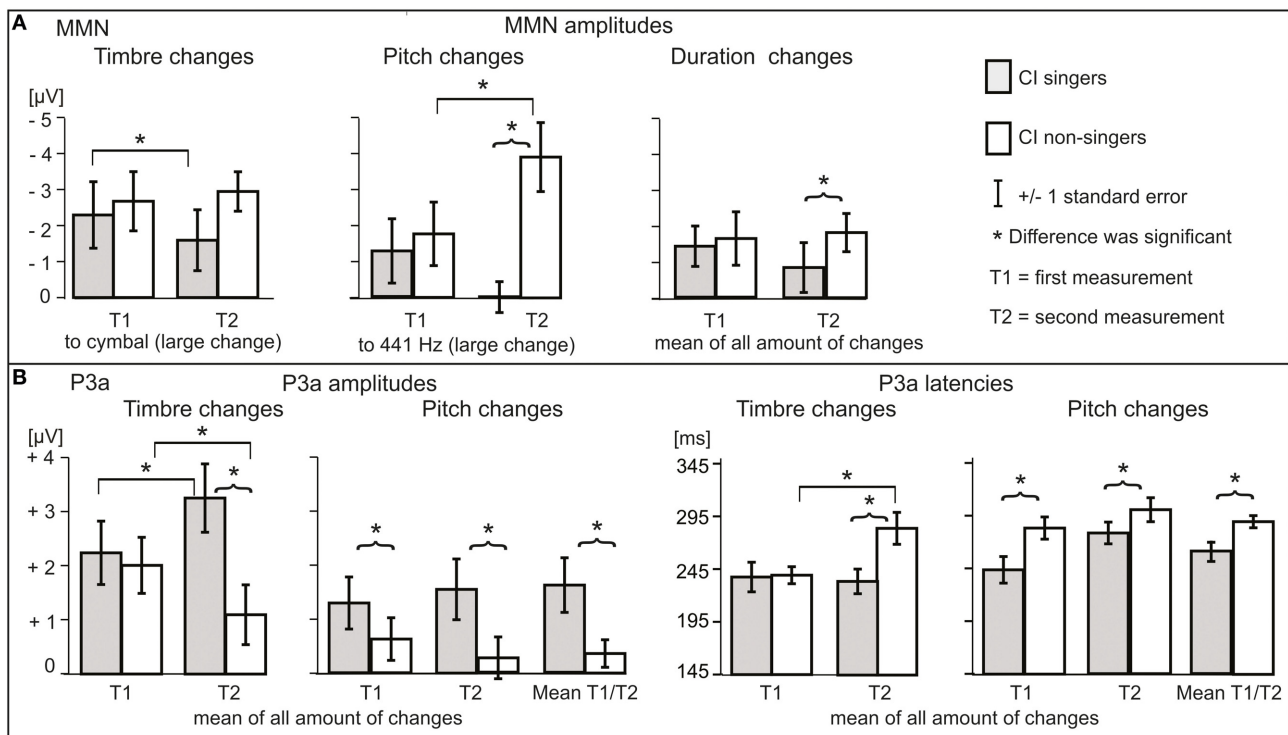 A MMN
MMN amplitudes
Timbre changes
Pitch changes
Duration changes
[µV]
- 5
- 4
- 3
- 2
- 1
0
*
*
*
*
T1 T2
to cymbal (large change)
T1 T2
to 441 Hz (large change)
T1 T2
mean of all amount of changes
CI singers
CI non-singers
+/- 1 standard error
* Difference was significant
T1 = first measurement
T2 = second measurement
B P3a
P3a amplitudes
Timbre changes
Pitch changes
[µV]
+ 4
+ 3
+ 2
+ 1
0
*
*
*
*
*
*
T1 T2
T1 T2 Mean T1/T2
mean of all amount of changes
P3a latencies
Timbre changes
Pitch changes
[ms]
345
295
245
195
145
*
*
*
*
*
T1 T2
T1 T2 Mean T1/T2
mean of all amount of changes